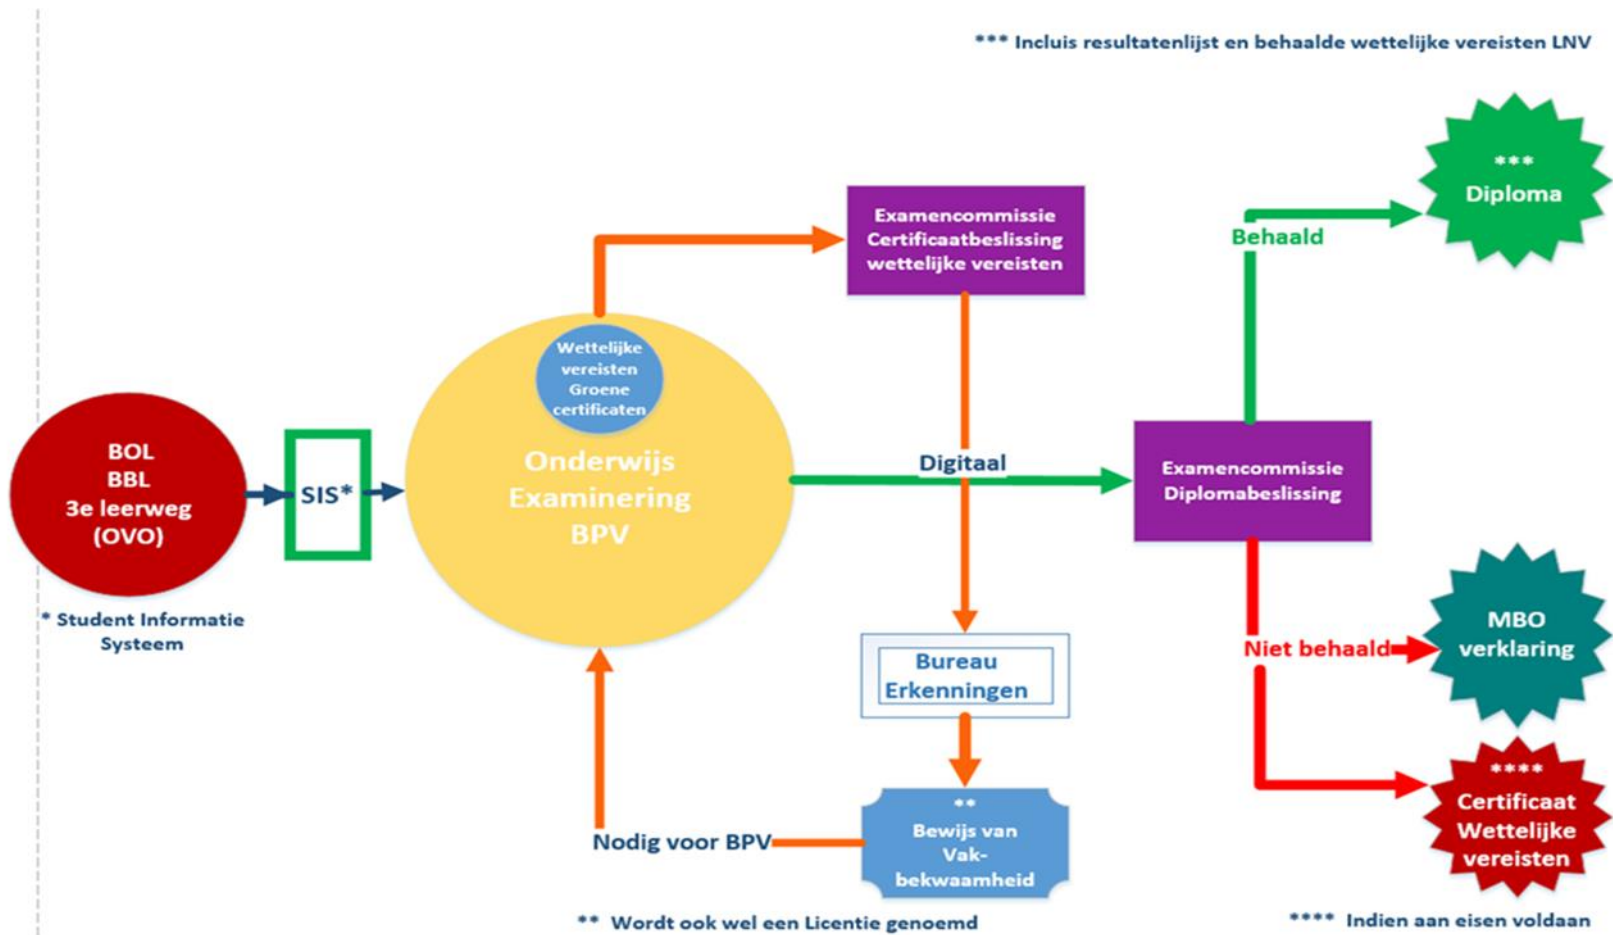 *** Incluis resultatenlijst en behaalde wettelijke vereisten LNV
***
Diploma
Behaald
Examencommissie
Certificaatbeslissing
wettelijke vereisten
Wettelijke
vereisten
Groene
certificaten
BOL
BBL
3e leerweg
(OVO)
SIS*
Onderwijs
Examinering
BPV
Digitaal
Examencommissie
Diplomabeslissing
* Student Informatie
Systeem
Bureau
Erkenningen
Niet behaald
MBO
verklaring
Nodig voor BPV
**
Bewijs van
Vak-
bekwaamheid
****
Certificaat
Wettelijke
vereisten
** Wordt ook wel een Licentie genoemd
**** Indien aan eisen voldaan